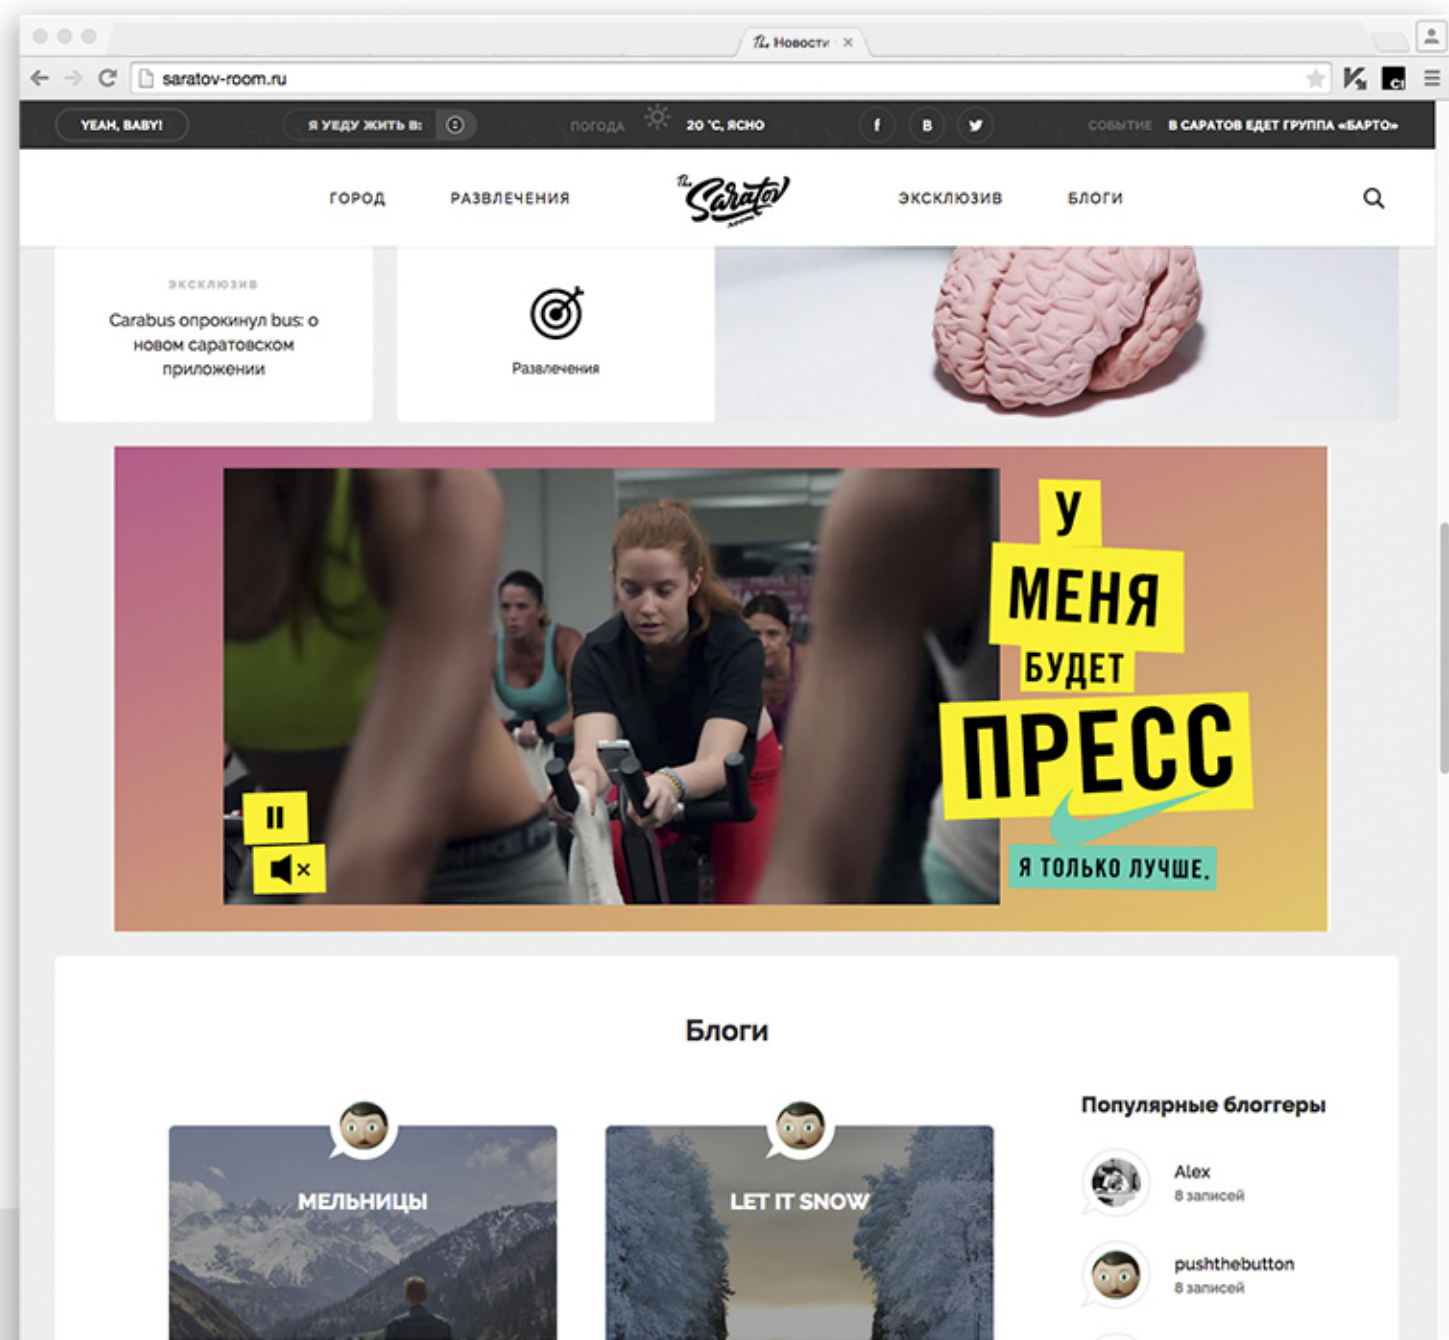 The Новости
saratov-room.ru
YEAH, BABY!
Я УЕДУ ЖИТЬ В:
ПОГОДА
20 °C, ЯСНО
f
B
СОБЫТИЕ
В САРАТОВ ЕДЕТ ГРУППА «БАРТО»
ГОРОД
РАЗВЛЕЧЕНИЯ
The Saratov
ЭКСКЛЮЗИВ
БЛОГИ
ЭКСКЛЮЗИВ
Carabus опрокинул bus: о
новом саратовском
приложении
Развлечения
У
МЕНЯ
БУДЕТ
ПРЕСС
Я ТОЛЬКО ЛУЧШЕ.
Блоги
МЕЛЬНИЦЫ
LET IT SNOW
Популярные блоггеры
Alex
8 записей
pushthebutton
8 записей